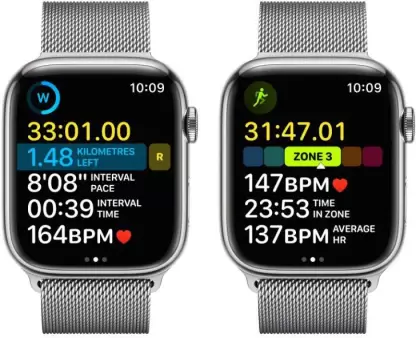 W
10:09
33:01.00
1.48 KILOMETRES LEFT
R
8'08" INTERVAL PACE
00:39 INTERVAL TIME
164BPM
10:09
31:47.01
ZONE 3
147BPM
23:53 TIME IN ZONE
137BPM AVERAGE HR